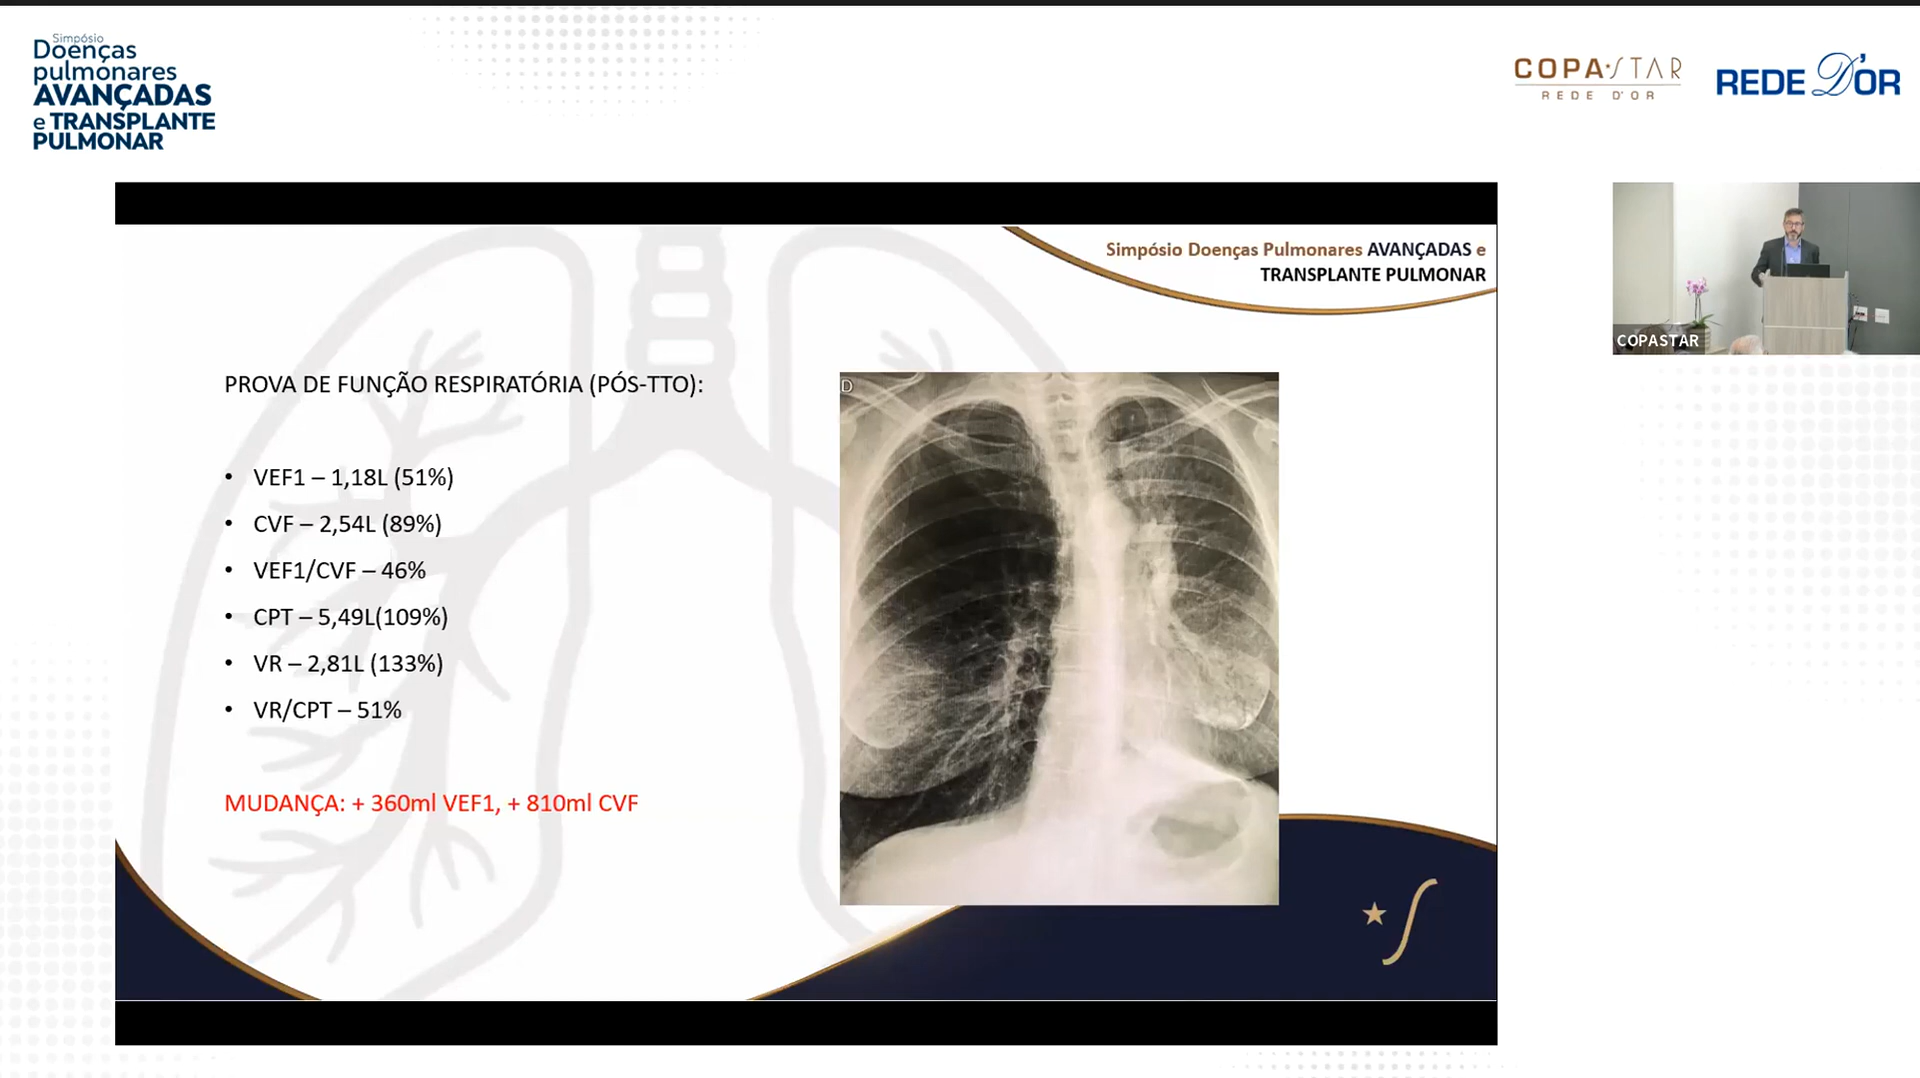 Simpósio
Doenças
pulmonares
AVANÇADAS
e TRANSPLANTE
PULMONAR
COPA STAR
REDE D'OR
REDE D'OR
Simpósio Doenças Pulmonares AVANÇADAS e
TRANSPLANTE PULMONAR
PROVA DE FUNÇÃO RESPIRATÓRIA (PÓS-TTO):
• VEF1 – 1,18L (51%)
• CVF – 2,54L (89%)
• VEF1/CVF – 46%
• CPT – 5,49L(109%)
• VR – 2,81L (133%)
• VR/CPT – 51%
MUDANÇA: + 360ml VEF1, + 810ml CVF
D
COPASTAR